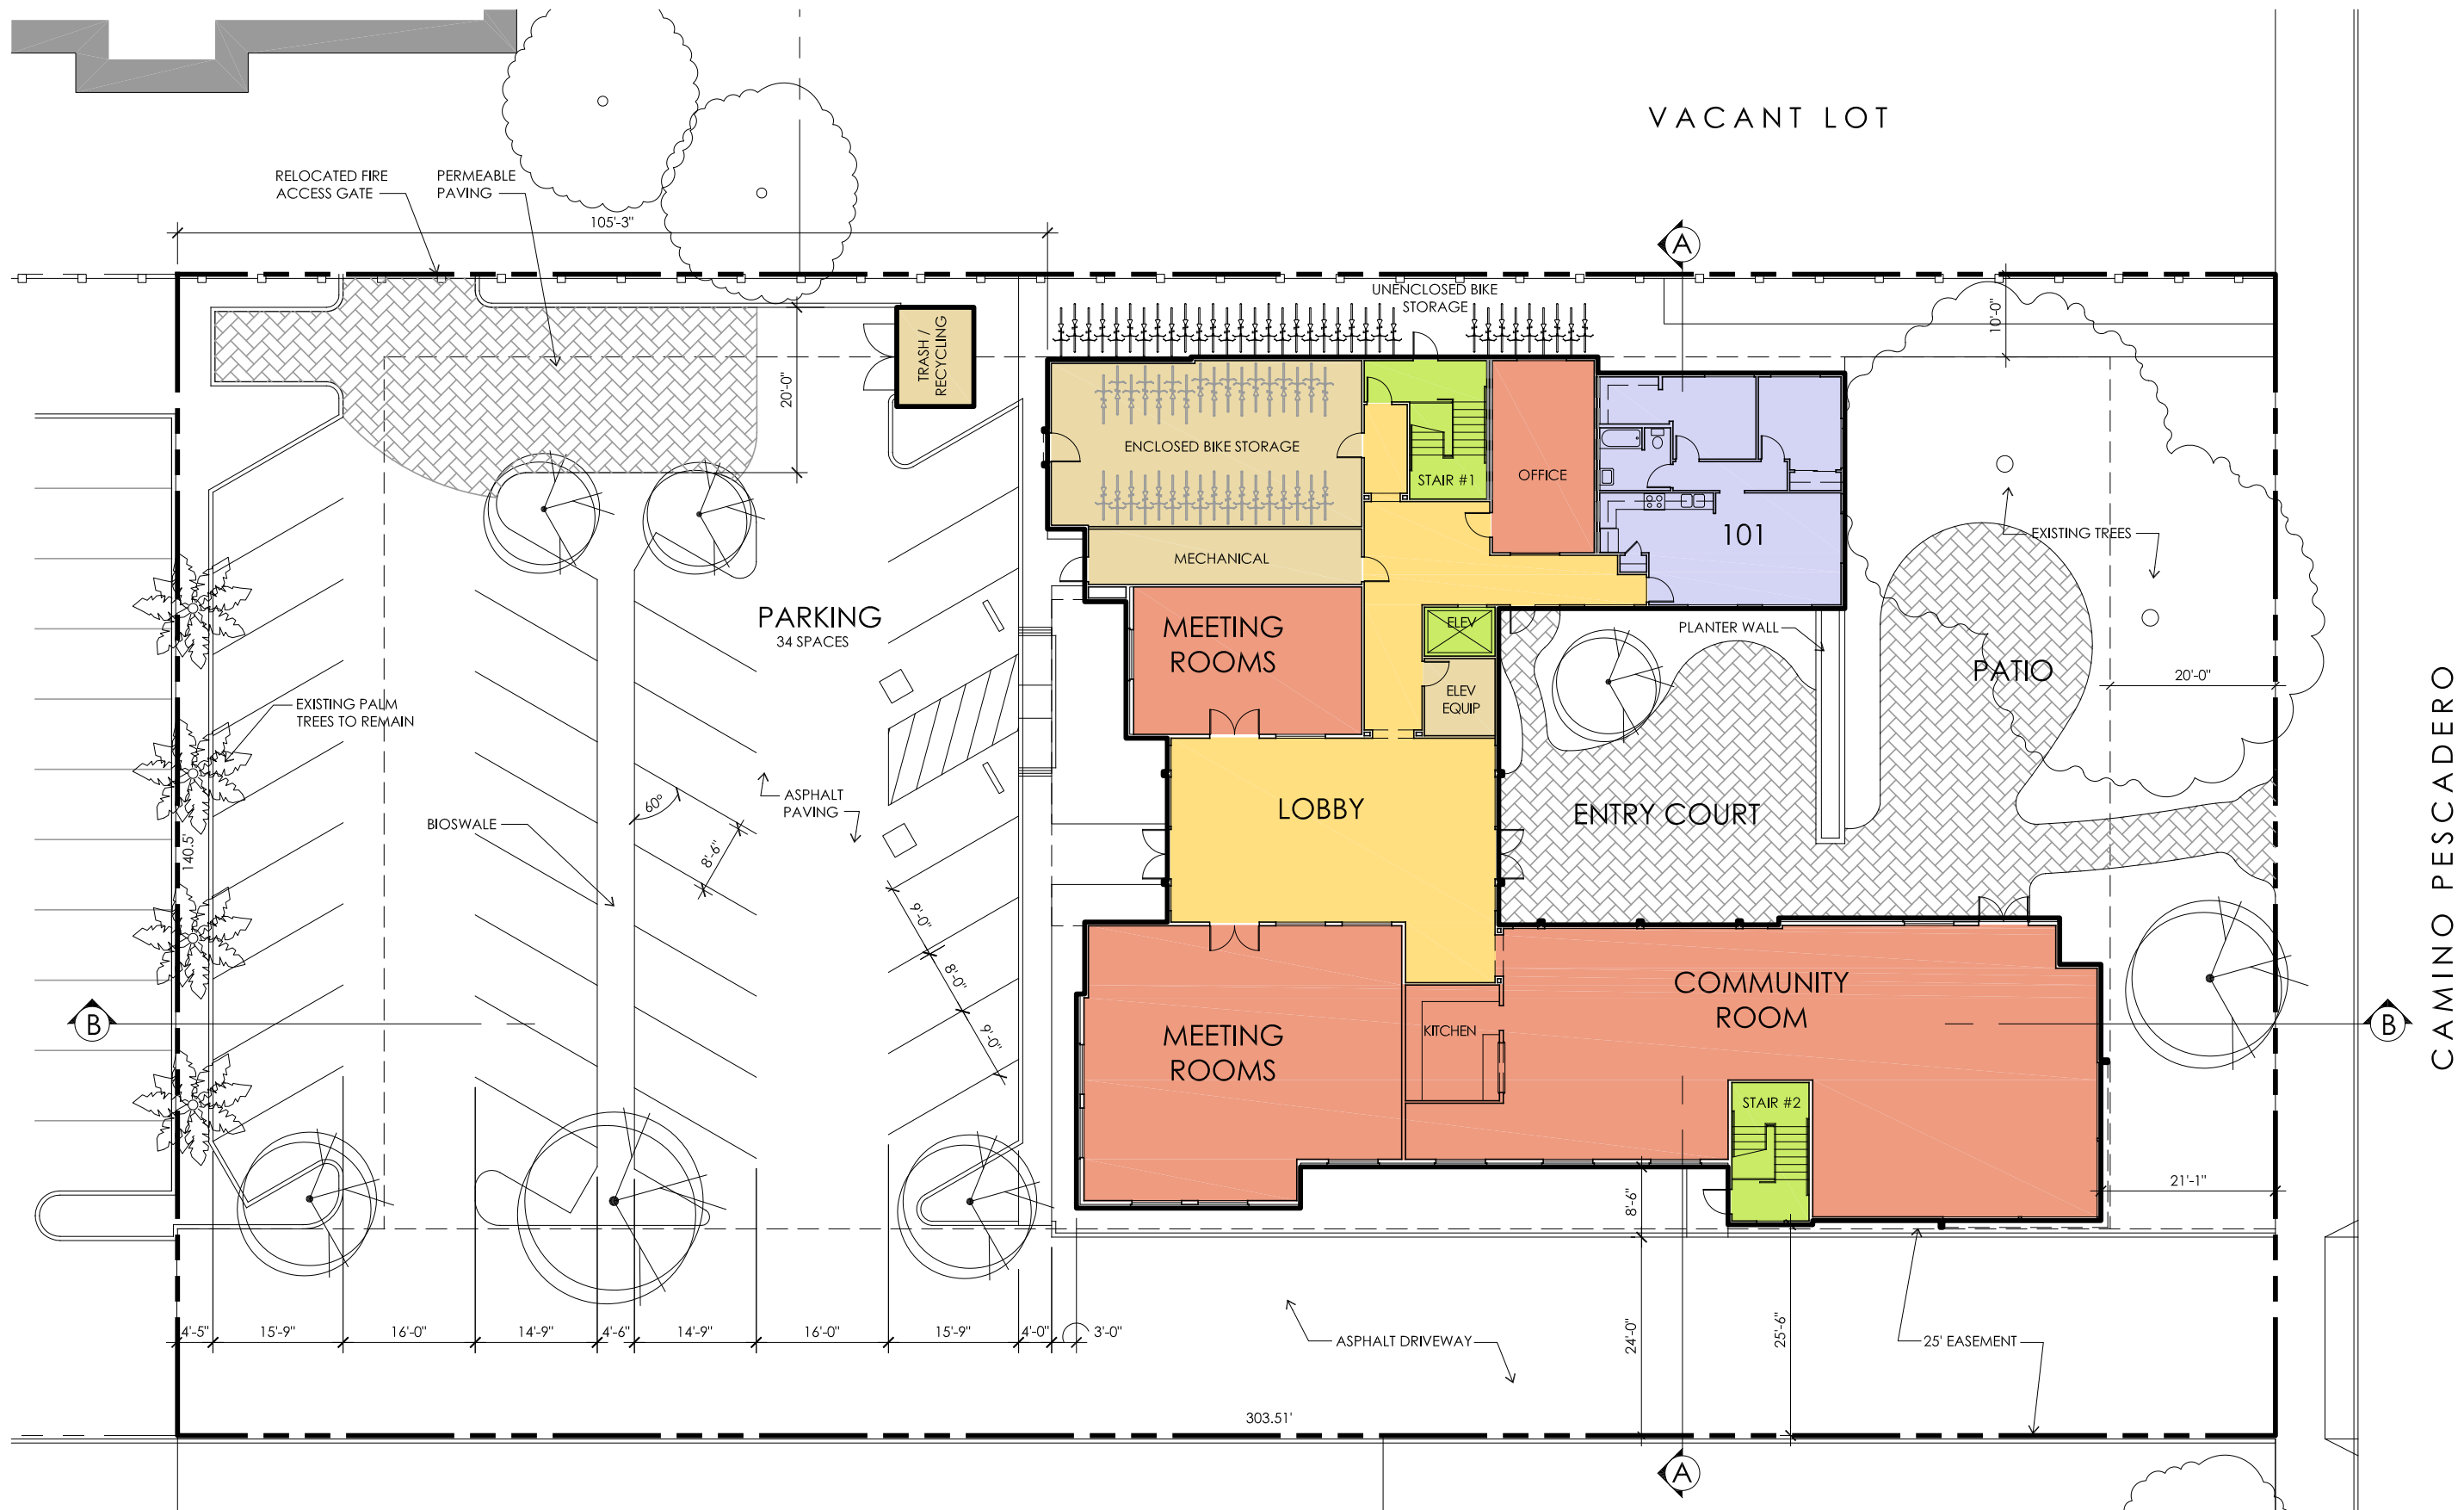 VACANT LOT
RELOCATED FIRE
ACCESS GATE
PERMEABLE
PAVING
105'-3"
A
UNENCLOSED BIKE
STORAGE
10'-0"
TRASH /
RECYCLING
20'-0"
ENCLOSED BIKE STORAGE
STAIR #1
OFFICE
101
EXISTING TREES
MECHANICAL
PARKING
34 SPACES
MEETING
ROOMS
ELEV
PLANTER WALL
PATIO
20'-0"
ELEV
EQUIP
EXISTING PALM
TREES TO REMAIN
CAMINO PESCADERO
ASPHALT
PAVING
60°
LOBBY
ENTRY COURT
BIOSWALE
140.5'
8'-6"
9'-0"
8'-0"
9'-0"
COMMUNITY
ROOM
B
MEETING
ROOMS
KITCHEN
B
STAIR #2
21'-1"
8'-6"
4'-5"
15'-9"
16'-0"
14'-9"
4'-6"
14'-9"
16'-0"
15'-9"
4'-0"
3'-0"
ASPHALT DRIVEWAY
24'-0"
25'-6"
25' EASEMENT
303.51'
A